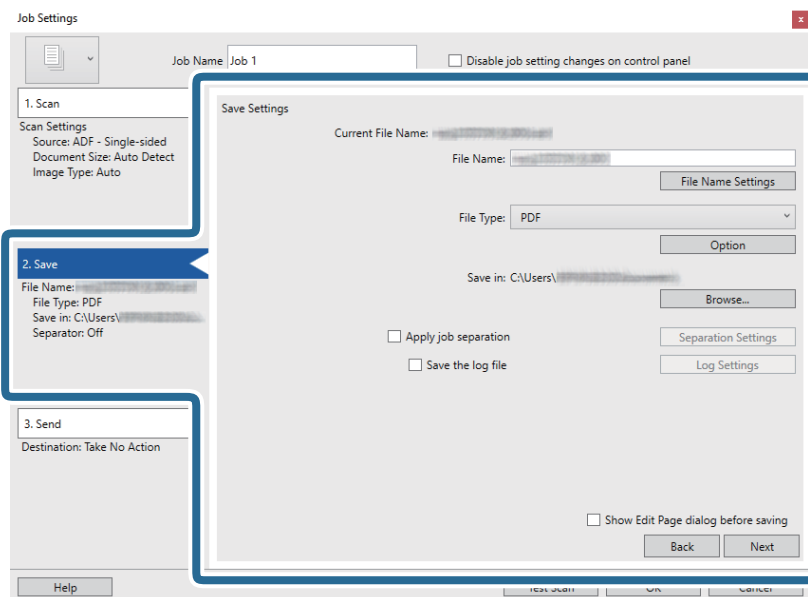 Job Settings
x
Job Name Job 1
Disable job setting changes on control panel
1. Scan
Scan Settings
Source: ADF - Single-sided
Document Size: Auto Detect
Image Type: Auto
2. Save
File Name:
File Type: PDF
Save in: C:\Users\
Separator: Off
3. Send
Destination: Take No Action
Save Settings
Current File Name:
File Name:
File Name Settings
File Type: PDF
Option
Save in: C:\Users\
Browse...
Apply job separation
Separation Settings
Save the log file
Log Settings
Show Edit Page dialog before saving
Back
Next
Help
Test Scan
OK
Cancel